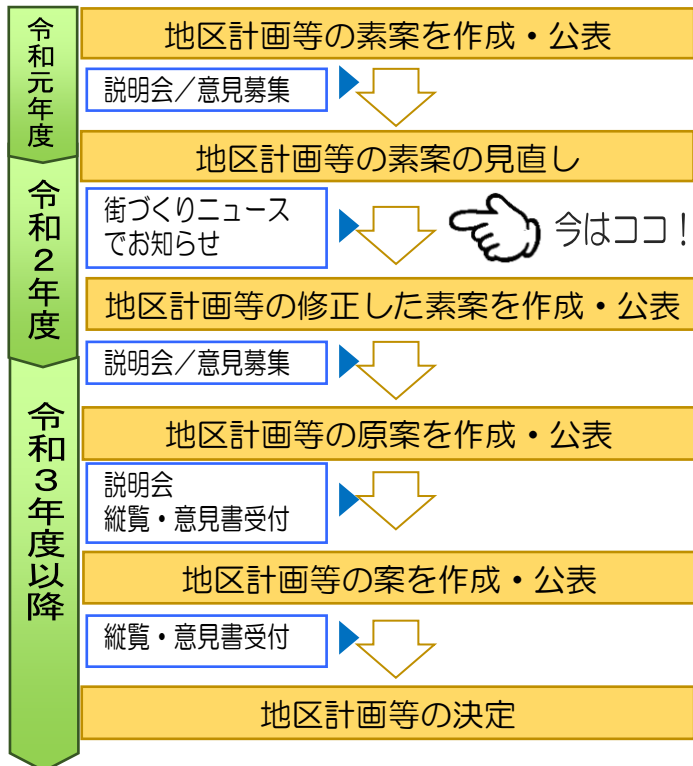 令和元年度
地区計画等の素案を作成・公表
説明会／意見募集
地区計画等の素案の見直し
令和２年度
街づくりニュース
でお知らせ
今はココ！
地区計画等の修正した素案を作成・公表
説明会／意見募集
令和３年度以降
地区計画等の原案を作成・公表
説明会
縦覧・意見書受付
地区計画等の案を作成・公表
縦覧・意見書受付
地区計画等の決定